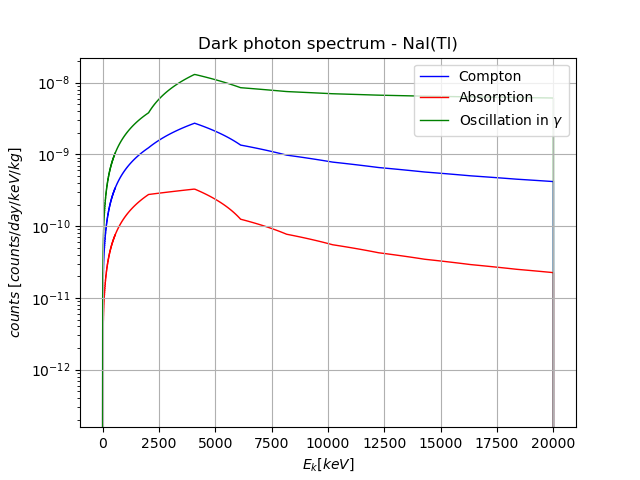 Dark photon spectrum - NaI(Tl)
Compton
Absorption
Oscillation in γ
10⁻⁸
10⁻⁹
10⁻¹⁰
10⁻¹¹
10⁻¹²
counts [counts/day/keV/kg]
0 2500 5000 7500 10000 12500 15000 17500 20000
Eₖ[keV]